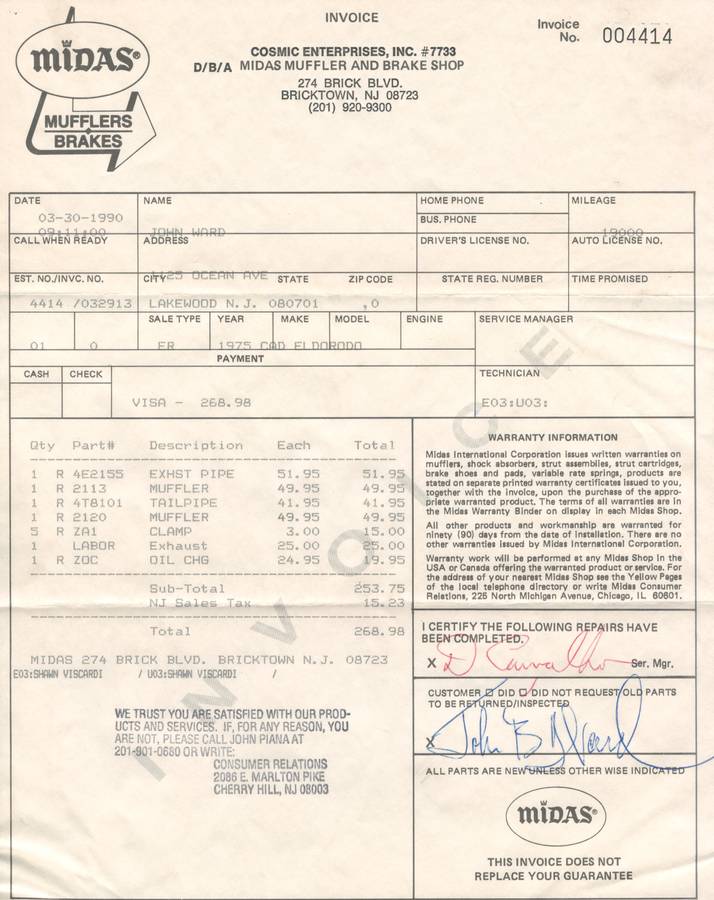 INVOICE
Invoice
No. 004414
MIDAS®
MUFFLERS
BRAKES
COSMIC ENTERPRISES, INC. #7733
D/B/A MIDAS MUFFLER AND BRAKE SHOP
274 BRICK BLVD.
BRICKTOWN, NJ 08723
(201) 920-9300
DATE NAME HOME PHONE MILEAGE
03-30-1990 BUS. PHONE
09:11:00 JOHN WARD 19000
CALL WHEN READY ADDRESS DRIVER'S LICENSE NO. AUTO LICENSE NO.
OCEAN AVE
EST. NO./INVC. NO. CITY STATE ZIP CODE STATE REG. NUMBER TIME PROMISED
4414 /032913 LAKEWOOD N.J. 080701 ,0
SALE TYPE YEAR MAKE MODEL ENGINE SERVICE MANAGER
01 0 ER 1975 CAD ELDORODO
PAYMENT
CASH CHECK TECHNICIAN
VISA - 268.98 E03:U03:
Qty Part# Description Each Total
1 R 4E2155 EXHST PIPE 51.95 51.95
1 R 2113 MUFFLER 49.95 49.95
1 R 4T8101 TAILPIPE 41.95 41.95
1 R 2120 MUFFLER 49.95 49.95
5 R ZA1 CLAMP 3.00 15.00
1 LABOR Exhaust 25.00 25.00
1 R ZOC OIL CHG 24.95 19.95
Sub-Total 253.75
NJ Sales Tax 15.23
Total 268.98
MIDAS 274 BRICK BLVD. BRICKTOWN N.J. 08723
E03:SHAWN VISCARDI / U03:SHAWN VISCARDI /
WE TRUST YOU ARE SATISFIED WITH OUR PROD-
UCTS AND SERVICES. IF, FOR ANY REASON, YOU
ARE NOT, PLEASE CALL JOHN PIANA AT
201-901-0680 OR WRITE:
CONSUMER RELATIONS
2086 E. MARLTON PIKE
CHERRY HILL, NJ 08003
INVOICE
WARRANTY INFORMATION
Midas International Corporation issues written warranties on
mufflers, shock absorbers, strut assemblies, strut cartridges,
brake shoes and pads, variable rate springs, products are
stated on separate printed warranty certificates issued to you,
together with the invoice, upon the purchase of the appro-
priate warranted product. The terms of all warranties are in
the Midas Warranty Binder on display in each Midas Shop.
All other products and workmanship are warranted for
ninety (90) days from the date of installation. There are no
other warranties issued by Midas International Corporation.
Warranty work will be performed at any Midas Shop in the
USA or Canada offering the warranted product or service. For
the address of your nearest Midas Shop see the Yellow Pages
of the local telephone directory or write Midas Consumer
Relations, 225 North Michigan Avenue, Chicago, IL 60601.
I CERTIFY THE FOLLOWING REPAIRS HAVE
BEEN COMPLETED.
X D Carvalho Ser. Mgr.
CUSTOMER ☐ DID ☐ DID NOT REQUEST OLD PARTS
TO BE RETURNED/INSPECTED
X John B Ward
ALL PARTS ARE NEW UNLESS OTHER WISE INDICATED
MIDAS®
THIS INVOICE DOES NOT
REPLACE YOUR GUARANTEE